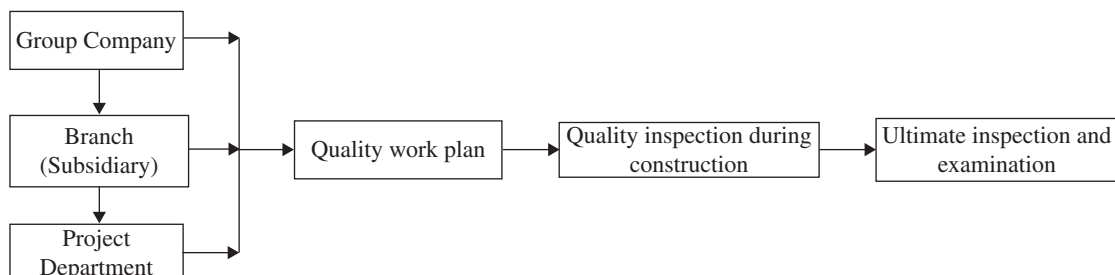 Group Company
Branch
(Subsidiary)
Project
Department
Quality work plan
Quality inspection during
construction
Ultimate inspection and
examination